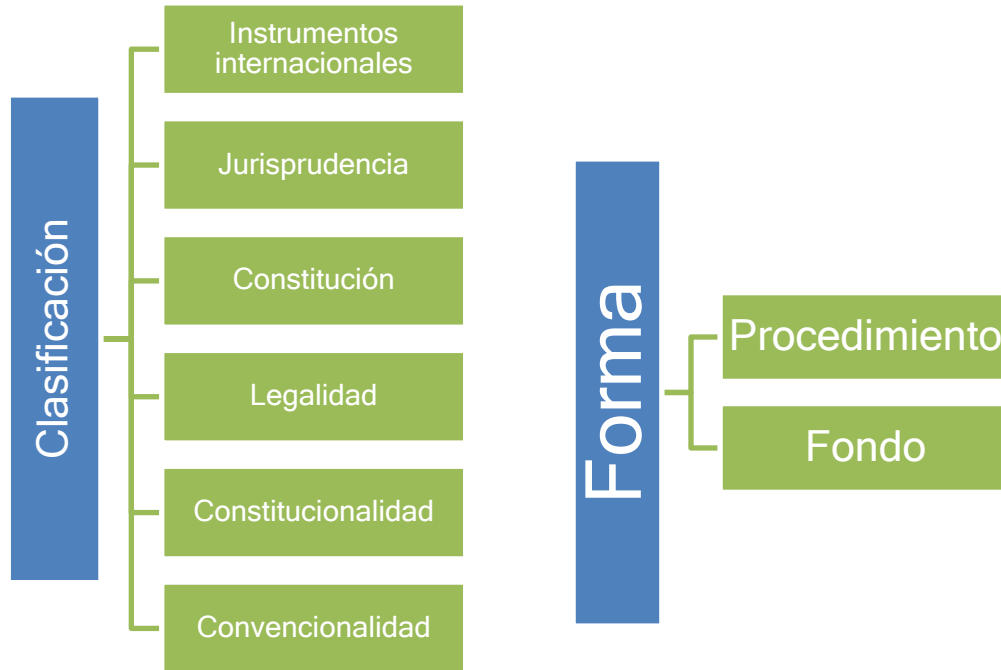 Clasificación
Instrumentos
internacionales
Jurisprudencia
Constitución
Legalidad
Constitucionalidad
Convencionalidad
Forma
Procedimiento
Fondo